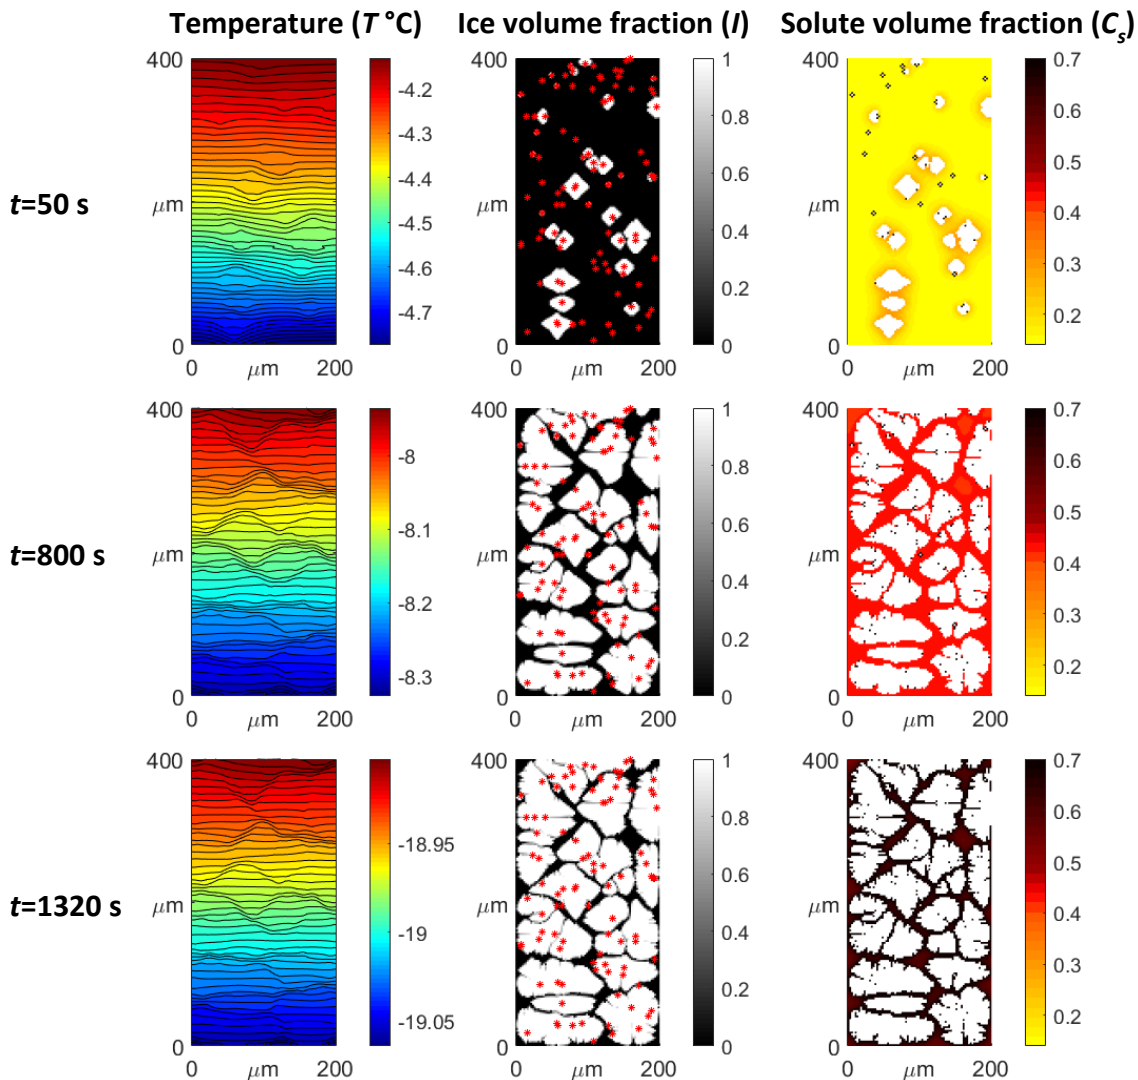 Temperature (T °C) Ice volume fraction (I) Solute volume fraction (Cs)
400 400 1 400 0.7
-4.2 0.8 0.6
-4.3 0.5
t=50 s μm -4.4 μm 0.6 μm
-4.5 0.4 0.4
-4.6 0.3
-4.7 0.2 0.2
0 0 0 0
0 μm 200 0 μm 200 0 μm 200
400 400 1 400 0.7
-8 0.8 0.6
-8.1 0.6 0.5
t=800 s μm μm μm
-8.2 0.4 0.4
0.3
-8.3 0.2 0.2
0 0 0 0
0 μm 200 0 μm 200 0 μm 200
400 400 1 400 0.7
0.8 0.6
-18.95
0.6 0.5
t=1320 s μm μm μm
-19 0.4 0.4
0.3
-19.05 0.2 0.2
0 0 0 0
0 μm 200 0 μm 200 0 μm 200